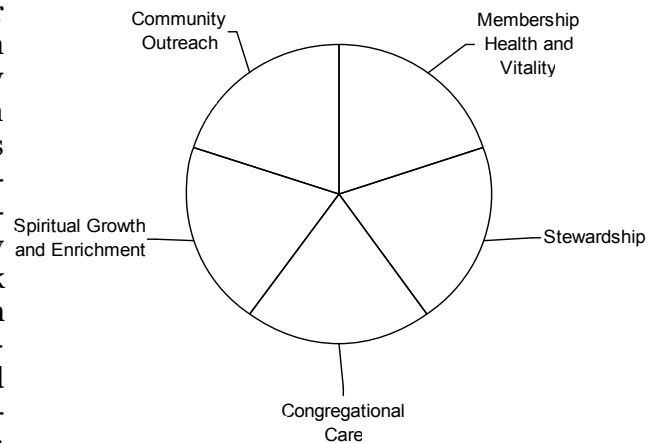 Community
Outreach
Membership
Health and
Vitality
Spiritual Growth
and Enrichment
Stewardship
Congregational
Care